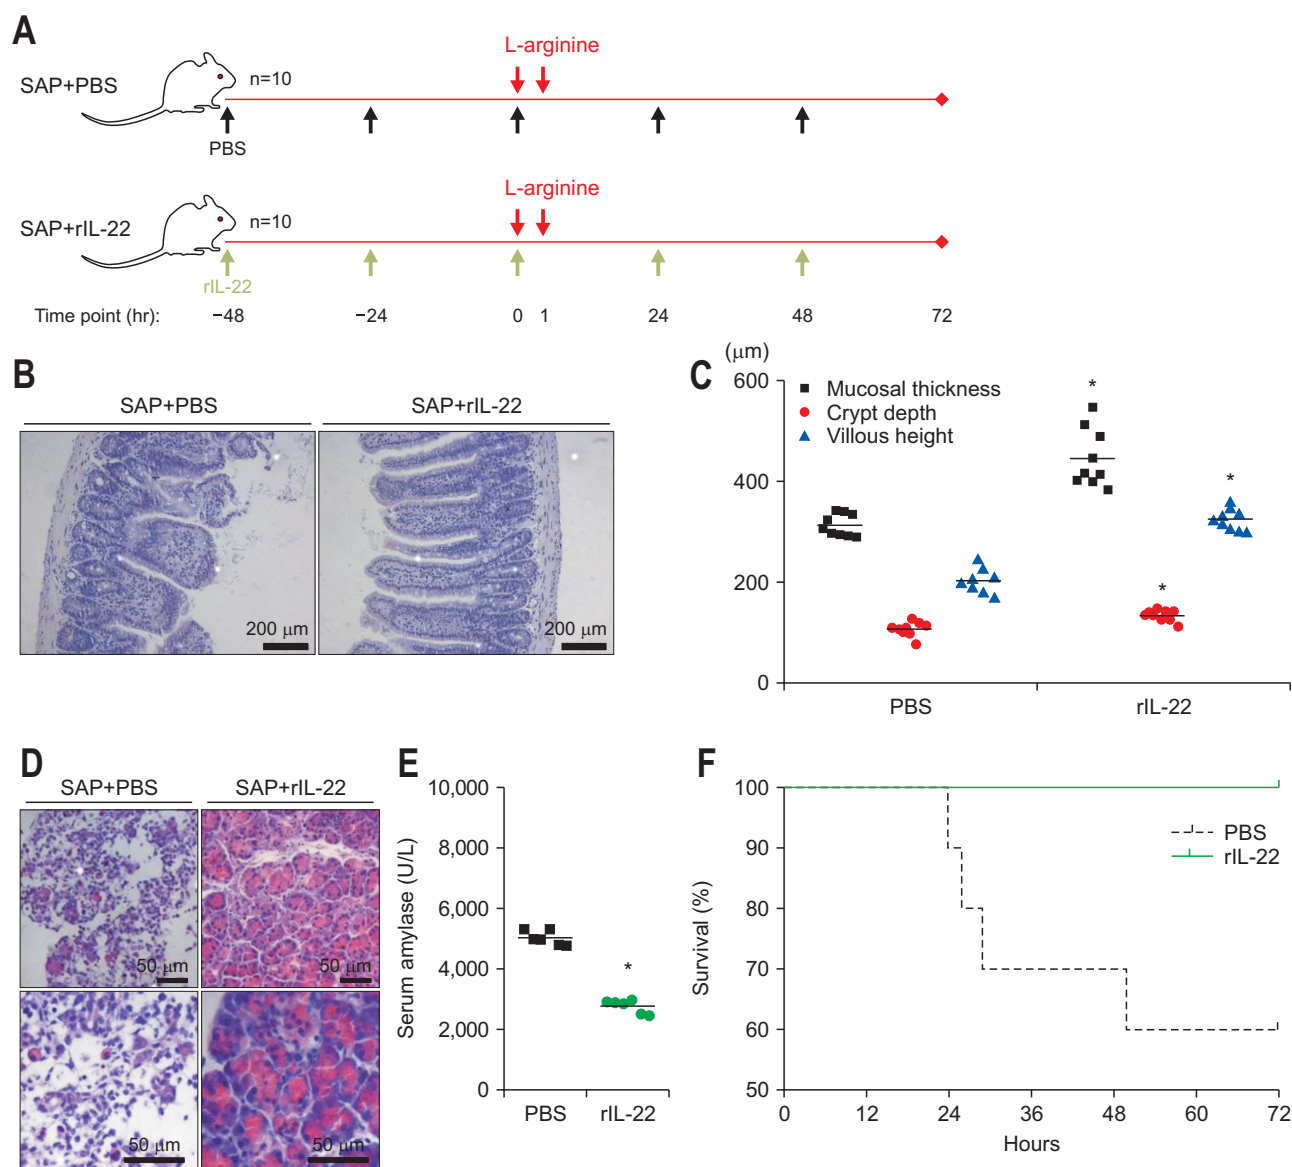 A
L-arginine
SAP+PBS
n=10
PBS
L-arginine
SAP+rIL-22
n=10
rIL-22
Time point (hr): −48 −24 0 1 24 48 72
B
SAP+PBS SAP+rIL-22
200 μm 200 μm
C
(μm)
Mucosal thickness
Crypt depth
Villous height
600
400
200
0
* * *
PBS rIL-22
D
SAP+PBS SAP+rIL-22
50 μm 50 μm
50 μm 50 μm
E
Serum amylase (U/L)
10,000
8,000
6,000
4,000
2,000
0
*
PBS rIL-22
F
Survival (%)
100
90
80
70
60
50
PBS
rIL-22
0 12 24 36 48 60 72
Hours